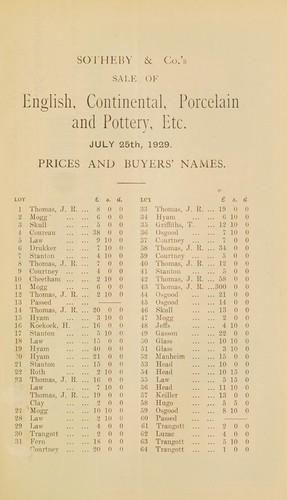 SOTHEBY & Co.'s
SALE OF
English, Continental, Porcelain
and Pottery, Etc.
JULY 25th, 1929.
PRICES AND BUYERS' NAMES.
LOT £ s. d.
1 Thomas, J. R. ... 8 0 0
2 Mogg ... ... 6 0 0
3 Skull ... ... 5 0 0
4 Coureau ... ... 38 0 0
5 Law ... ... 9 10 0
6 Drukker ... ... 7 10 0
7 Stanton ... ... 4 10 0
8 Thomas, J. R. ... 7 0 0
9 Courtney ... ... 4 0 0
10 Cheetham ... ... 2 10 0
11 Mogg ... ... 6 0 0
12 Thomas, J. R. ... 2 10 0
13 Passed ... ...
14 Thomas, J. R. ... 20 0 0
15 Hyam ... ... 3 10 0
16 Koekoek, H. ... 16 0 0
17 Stanton ... ... 5 0 0
18 Law ... ... 15 0 0
19 Hyam ... ... 40 0 0
20 Hyam ... ... 21 0 0
21 Stanton ... ... 15 0 0
22 Roth ... ... 2 10 0
23 Thomas, J. R. ... 16 0 0
Law ... ... 7 10 0
Thomas, J. R. ... 19 0 0
Clay ... ... 2 0 0
27 Mogg ... ... 10 10 0
28 Law ... ... 2 10 0
29 Law ... ... 4 0 0
30 Trangott ... ... 2 0 0
31 Fern ... ... 18 0 0
Courtney ... ... 20 0 0
LOT £ s. d.
33 Thomas, J. R. ... 19 0 0
34 Hyam ... ... 6 10 0
35 Griffiths, T. ... 12 10 0
36 Osgood ... ... 7 10 0
37 Courtney ... ... 7 0 0
38 Thomas, J. R. ... 34 0 0
39 Courtney ... ... 5 0 0
40 Thomas, J. R. ... 12 0 0
41 Stanton ... ... 5 0 0
42 Thomas, J. R. ... 58 0 0
43 Thomas, J. R. ...300 0 0
44 Osgood ... ... 21 0 0
45 Osgood ... ... 14 0 0
46 Skull ... ... 13 0 0
47 Mogg ... ... 2 0 0
48 Jeffs ... ... 4 10 0
49 Gasson ... ... 22 0 0
50 Glass ... ... 10 10 0
51 Glass ... ... 3 10 0
52 Manheim ... ... 15 0 0
53 Head ... ... 10 0 0
54 Head ... ... 10 15 0
55 Law ... ... 5 15 0
56 Head ... ... 11 10 0
57 Keiller ... ... 13 0 0
58 Hugo ... ... 5 5 0
59 Osgood ... ... 8 10 0
60 Passed ... ...
61 Trangott ... ... 2 0 0
62 Luzac ... ... 4 0 0
63 Trangott ... ... 5 10 0
64 Trangott ... ... 1 0 0